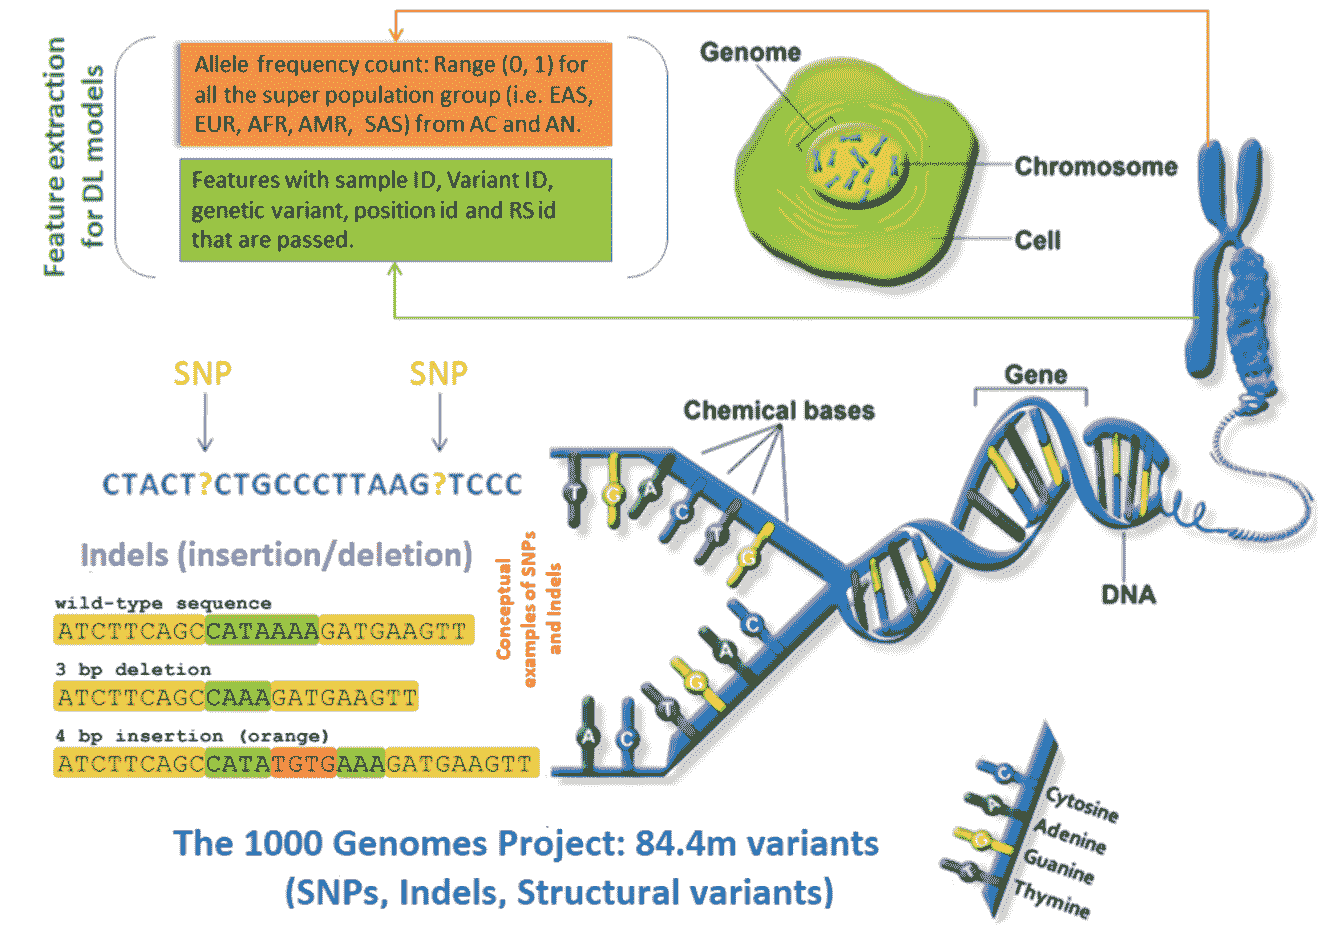 Feature extraction
for DL models
Allele frequency count: Range (0, 1) for
all the super population group (i.e. EAS,
EUR, AFR, AMR, SAS) from AC and AN.
Features with sample ID, Variant ID,
genetic variant, position id and RS id
that are passed.
Genome
Chromosome
Cell
SNP
SNP
CTACT?CTGCCCTTAAG?TCCC
Indels (insertion/deletion)
wild-type sequence
ATCTTCAGCCATAAAAGATGAAGTT
3 bp deletion
ATCTTCAGCCAAAGATGAAGTT
4 bp insertion (orange)
ATCTTCAGCCATATGTGAAAGATGAAGTT
Conceptual
examples of SNPs
and Indels
Chemical bases
Gene
DNA
T
G
A
C
T
G
C
A
G
T
C
A
C
A
G
Cytosine
Adenine
Guanine
Thymine
The 1000 Genomes Project: 84.4m variants
(SNPs, Indels, Structural variants)